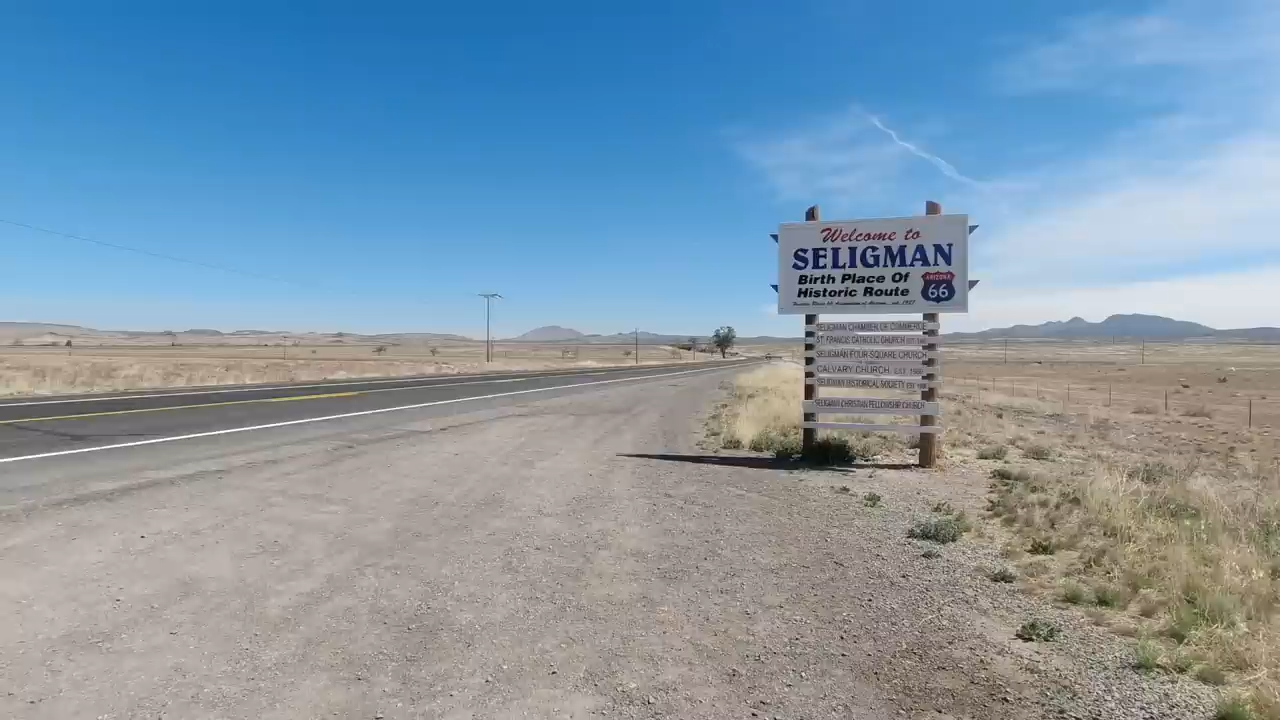 Welcome to
SELIGMAN
Birth Place Of
Historic Route
ARIZONA
66
SELIGMAN CHAMBER OF COMMERCE
ST. FRANCIS CATHOLIC CHURCH
SELIGMAN FOUR-SQUARE CHURCH
CALVARY CHURCH
SELIGMAN HISTORICAL SOCIETY
SELIGMAN CHRISTIAN FELLOWSHIP CHURCH